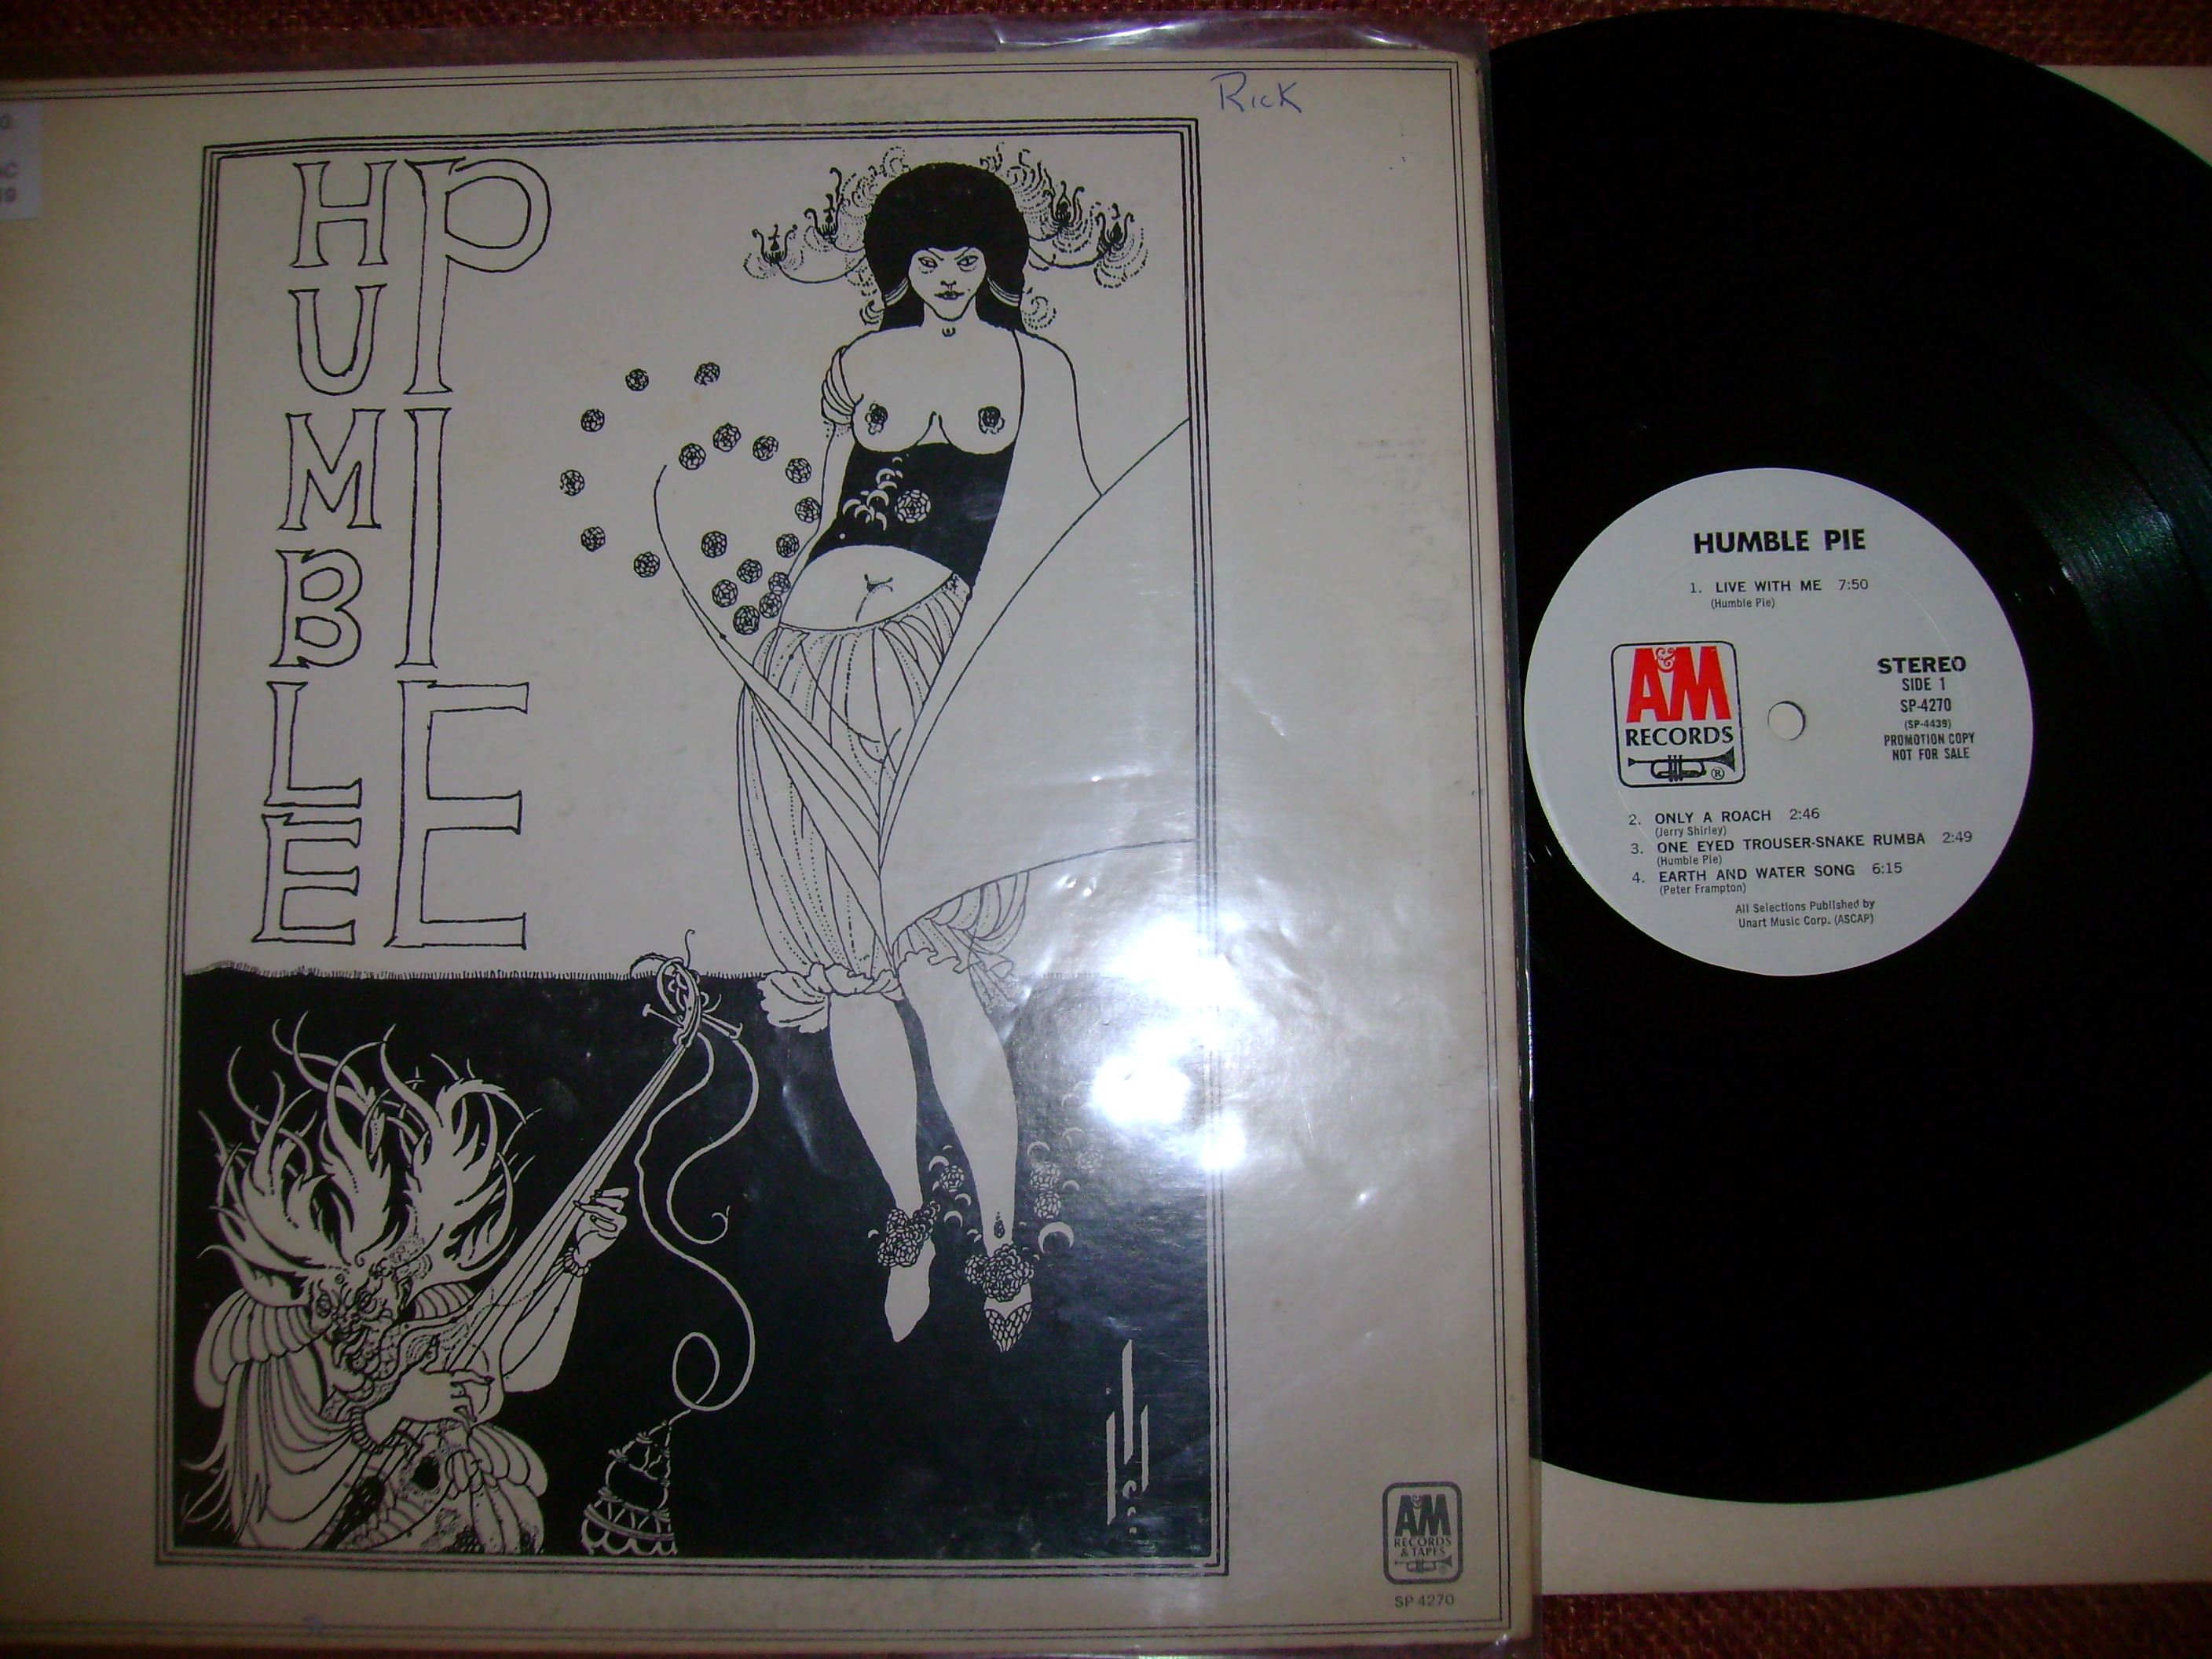 Rick
HUMBLE
PIE
A&M
RECORDS
& TAPES
SP 4270
HUMBLE PIE
1. LIVE WITH ME 7:50
(Humble Pie)
A&M
RECORDS
®
STEREO
SIDE 1
SP-4270
(SP-4439)
PROMOTION COPY
NOT FOR SALE
2. ONLY A ROACH 2:46
(Jerry Shirley)
3. ONE EYED TROUSER-SNAKE RUMBA 2:49
(Humble Pie)
4. EARTH AND WATER SONG 6:15
(Peter Frampton)
All Selections Published by
Unart Music Corp. (ASCAP)